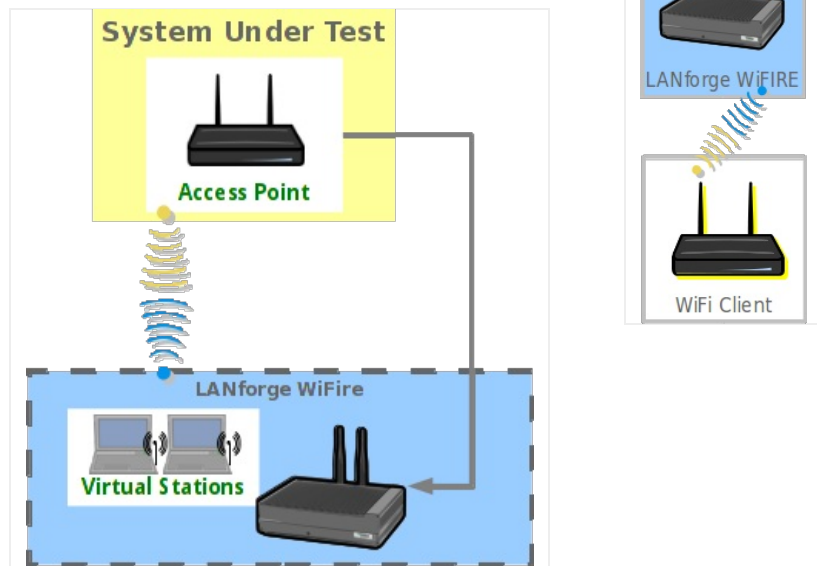 System Under Test
Access Point
LANforge WiFire
Virtual Stations
LANforge WiFIRE
WiFi Client